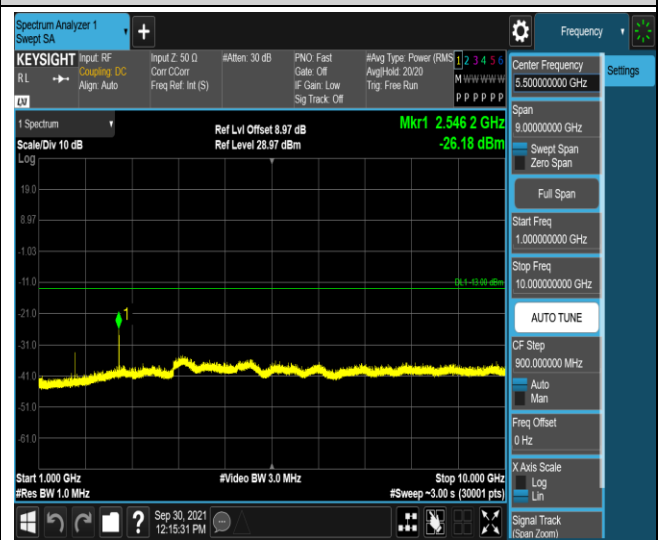 Spectrum Analyzer 1
Swept SA
Frequency
KEYSIGHT
RL
Input: RF
Coupling: DC
Align: Auto
Input Z: 50 Ω
Corr CCorr
Freq Ref: Int (S)
#Atten: 30 dB
PNO: Fast
Gate: Off
IF Gain: Low
Sig Track: Off
#Avg Type: Power (RMS
Avg|Hold: 20/20
Trig: Free Run
1 2 3 4 5 6
M W W W W W
P P P P P P
LVI
1 Spectrum
Scale/Div 10 dB
Log
Ref Lvl Offset 8.97 dB
Ref Level 28.97 dBm
Mkr1 2.546 2 GHz
-26.18 dBm
19.0
8.97
-1.03
-11.0
DL1 -13.00 dBm
-21.0
1
-31.0
-41.0
-51.0
-61.0
Start 1.000 GHz
#Res BW 1.0 MHz
#Video BW 3.0 MHz
Stop 10.000 GHz
#Sweep ~3.00 s (30001 pts)
Sep 30, 2021
12:15:31 PM
?
Center Frequency
5.500000000 GHz
Settings
Span
9.00000000 GHz
Swept Span
Zero Span
Full Span
Start Freq
1.000000000 GHz
Stop Freq
10.000000000 GHz
AUTO TUNE
CF Step
900.000000 MHz
Auto
Man
Freq Offset
0 Hz
X Axis Scale
Log
Lin
Signal Track
(Span Zoom)